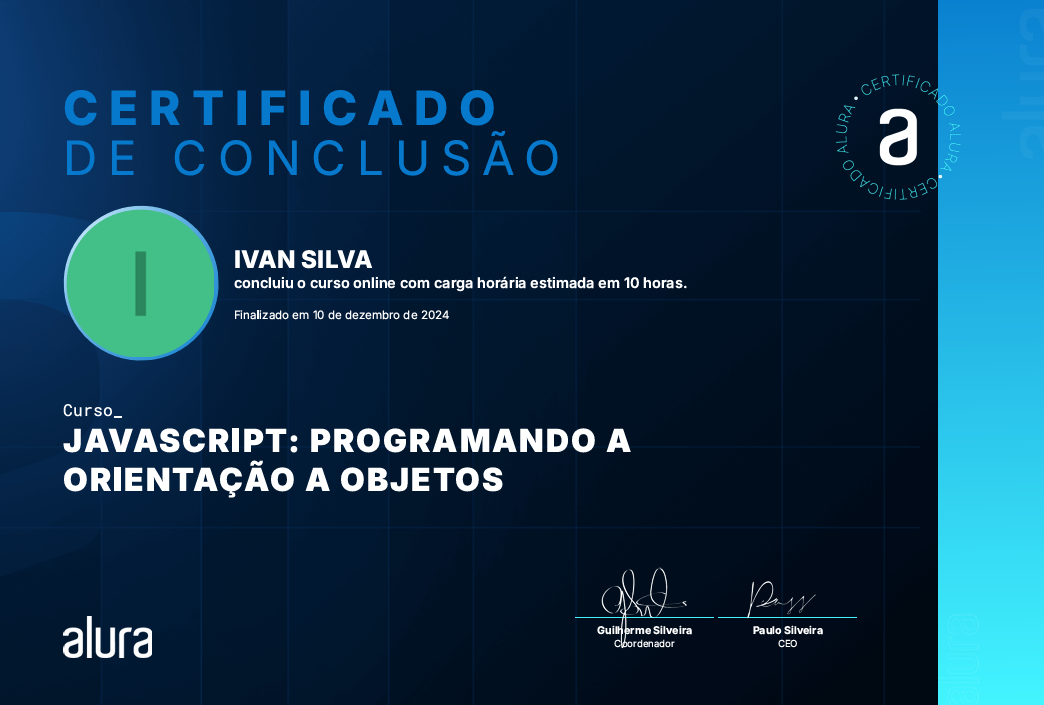 CERTIFICADO
DE CONCLUSÃO
CERTIFICADO ALURA • CERTIFICADO ALURA •
a
I
IVAN SILVA
concluiu o curso online com carga horária estimada em 10 horas.
Finalizado em 10 de dezembro de 2024
Curso_
JAVASCRIPT: PROGRAMANDO A
ORIENTAÇÃO A OBJETOS
Guilherme Silveira
Coordenador
Paulo Silveira
CEO
alura
alura
alura